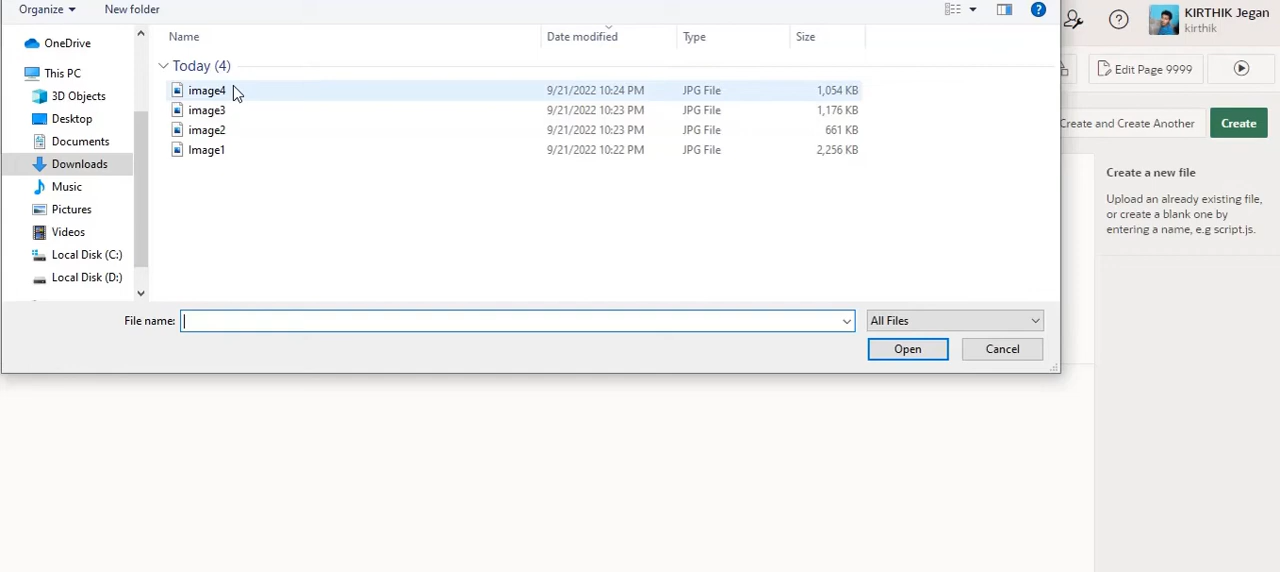 Organize New folder
KIRTHIK Jegan
kirthik
OneDrive
This PC
3D Objects
Desktop
Documents
Downloads
Music
Pictures
Videos
Local Disk (C:)
Local Disk (D:)
Name Date modified Type Size
Today (4)
image4 9/21/2022 10:24 PM JPG File 1,054 KB
image3 9/21/2022 10:23 PM JPG File 1,176 KB
image2 9/21/2022 10:23 PM JPG File 661 KB
Image1 9/21/2022 10:22 PM JPG File 2,256 KB
File name: All Files
Open Cancel
Edit Page 9999
Create and Create Another Create
Create a new file
Upload an already existing file,
or create a blank one by
entering a name, e.g script.js.